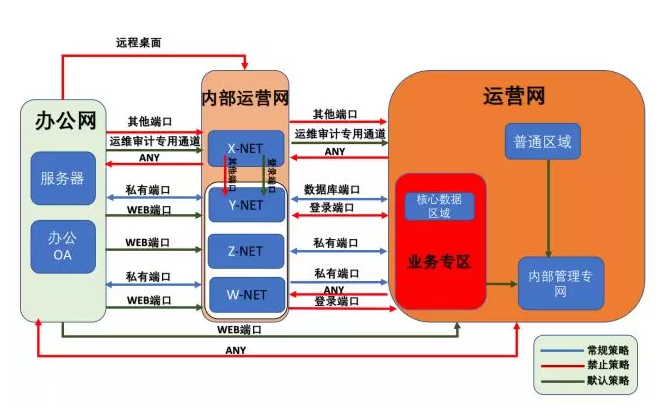 远程桌面
办公网
内部运营网
运营网
其他端口
运维审计专用通道
ANY
其他端口
运维审计专用通道
ANY
X-NET
其他端口
登录端口
普通区域
服务器
私有端口
WEB端口
Y-NET
数据库端口
登录端口
核心数据
区域
办公
OA
WEB端口
Z-NET
私有端口
业务专区
私有端口
WEB端口
W-NET
私有端口
ANY
登录端口
内部管理专
网
WEB端口
ANY
常规策略
禁止策略
默认策略